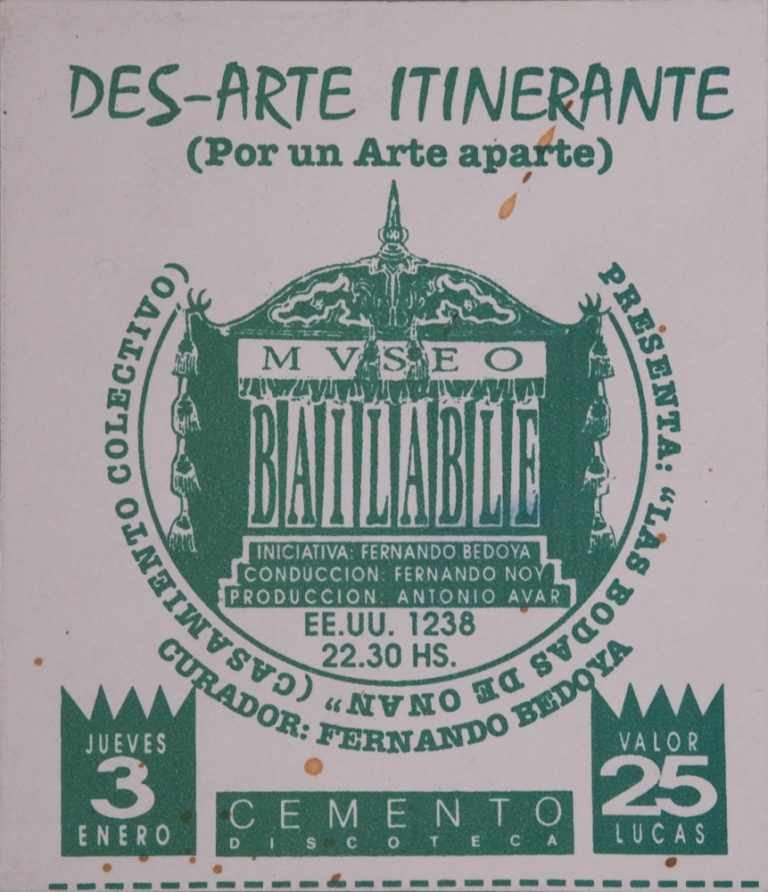 DES-ARTE ITINERANTE
(Por un Arte aparte)
PRESENTA: "LAS BODAS DE ONAN" (CASAMIENTO COLECTIVO)
MVSEO
BAILABLE
INICIATIVA: FERNANDO BEDOYA
CONDUCCION: FERNANDO NOY
PRODUCCION: ANTONIO AVAR
EE.UU. 1238
22.30 HS.
CURADOR: FERNANDO BEDOYA
JUEVES
3
ENERO
CEMENTO
DISCOTECA
VALOR
25
LUCAS